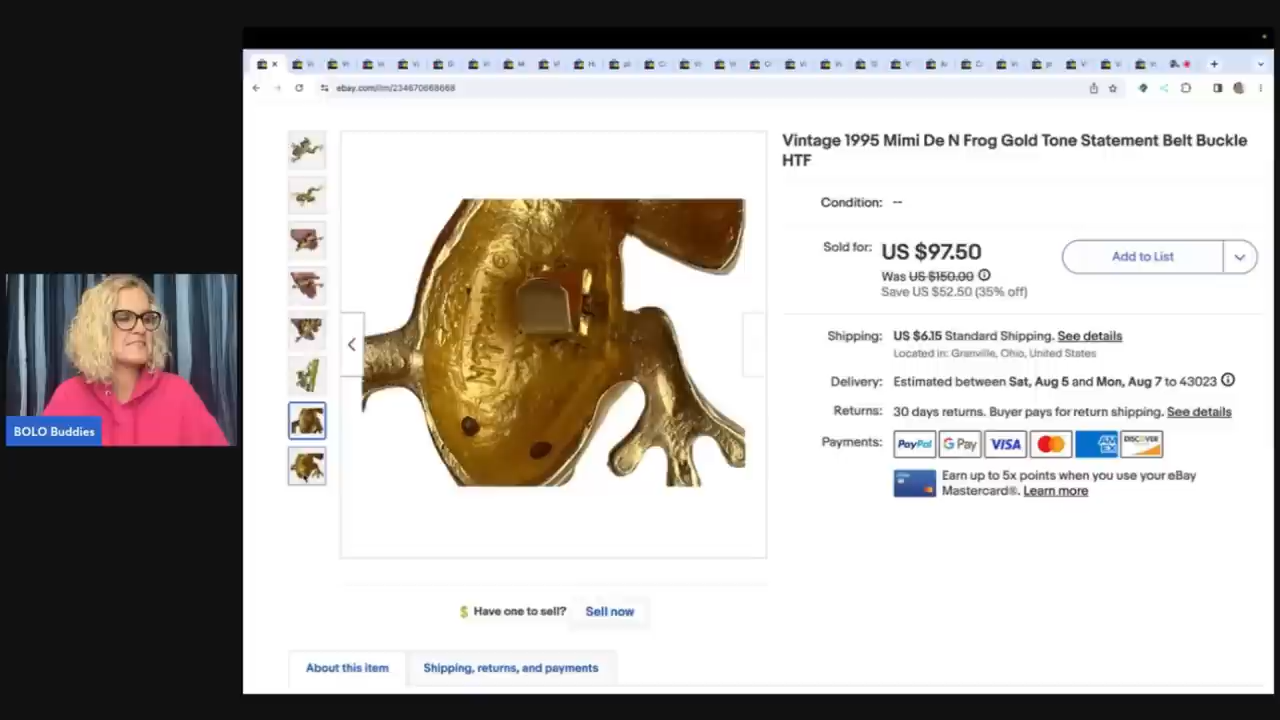 ebay.com/itm/234670668668
Vintage 1995 Mimi De N Frog Gold Tone Statement Belt Buckle
HTF
Condition: --
Sold for: US $97.50
Was US $150.00
Save US $52.50 (35% off)
Add to List
Shipping: US $6.15 Standard Shipping. See details
Located in: Granville, Ohio, United States
Delivery: Estimated between Sat, Aug 5 and Mon, Aug 7 to 43023
Returns: 30 days returns. Buyer pays for return shipping. See details
Payments: PayPal G Pay VISA DISCOVER
Earn up to 5x points when you use your eBay
Mastercard®. Learn more
BOLO Buddies
$ Have one to sell? Sell now
About this item
Shipping, returns, and payments